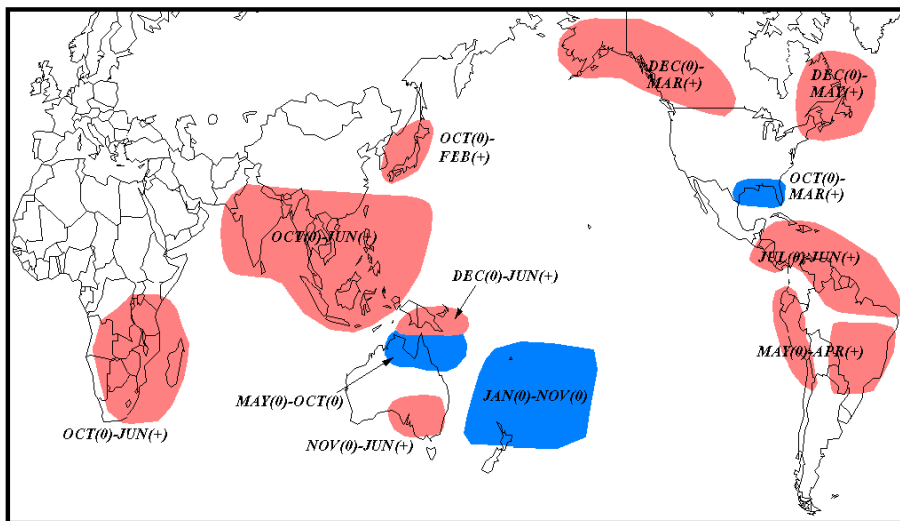 DEC(0)-
MAR(+)
DEC(0)-
MAY(+)
OCT(0)-
FEB(+)
OCT(0)-
MAR(+)
OCT(0)-JUN(+)
JUL(0)-JUN(+)
DEC(0)-JUN(+)
MAY(0)-APR(+)
MAY(0)-OCT(0)
JAN(0)-NOV(0)
OCT(0)-JUN(+)
NOV(0)-JUN(+)